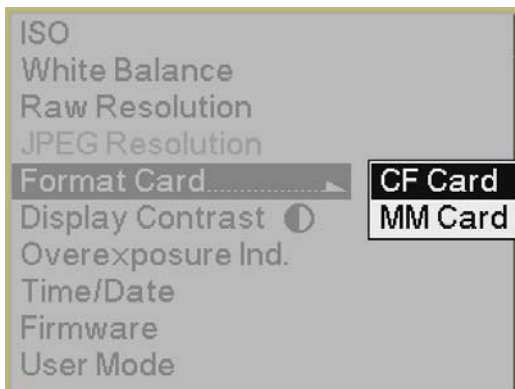 ISO
White Balance
Raw Resolution
JPEG Resolution
Format Card..................
CF Card
MM Card
Display Contrast
Overexposure Ind.
Time/Date
Firmware
User Mode